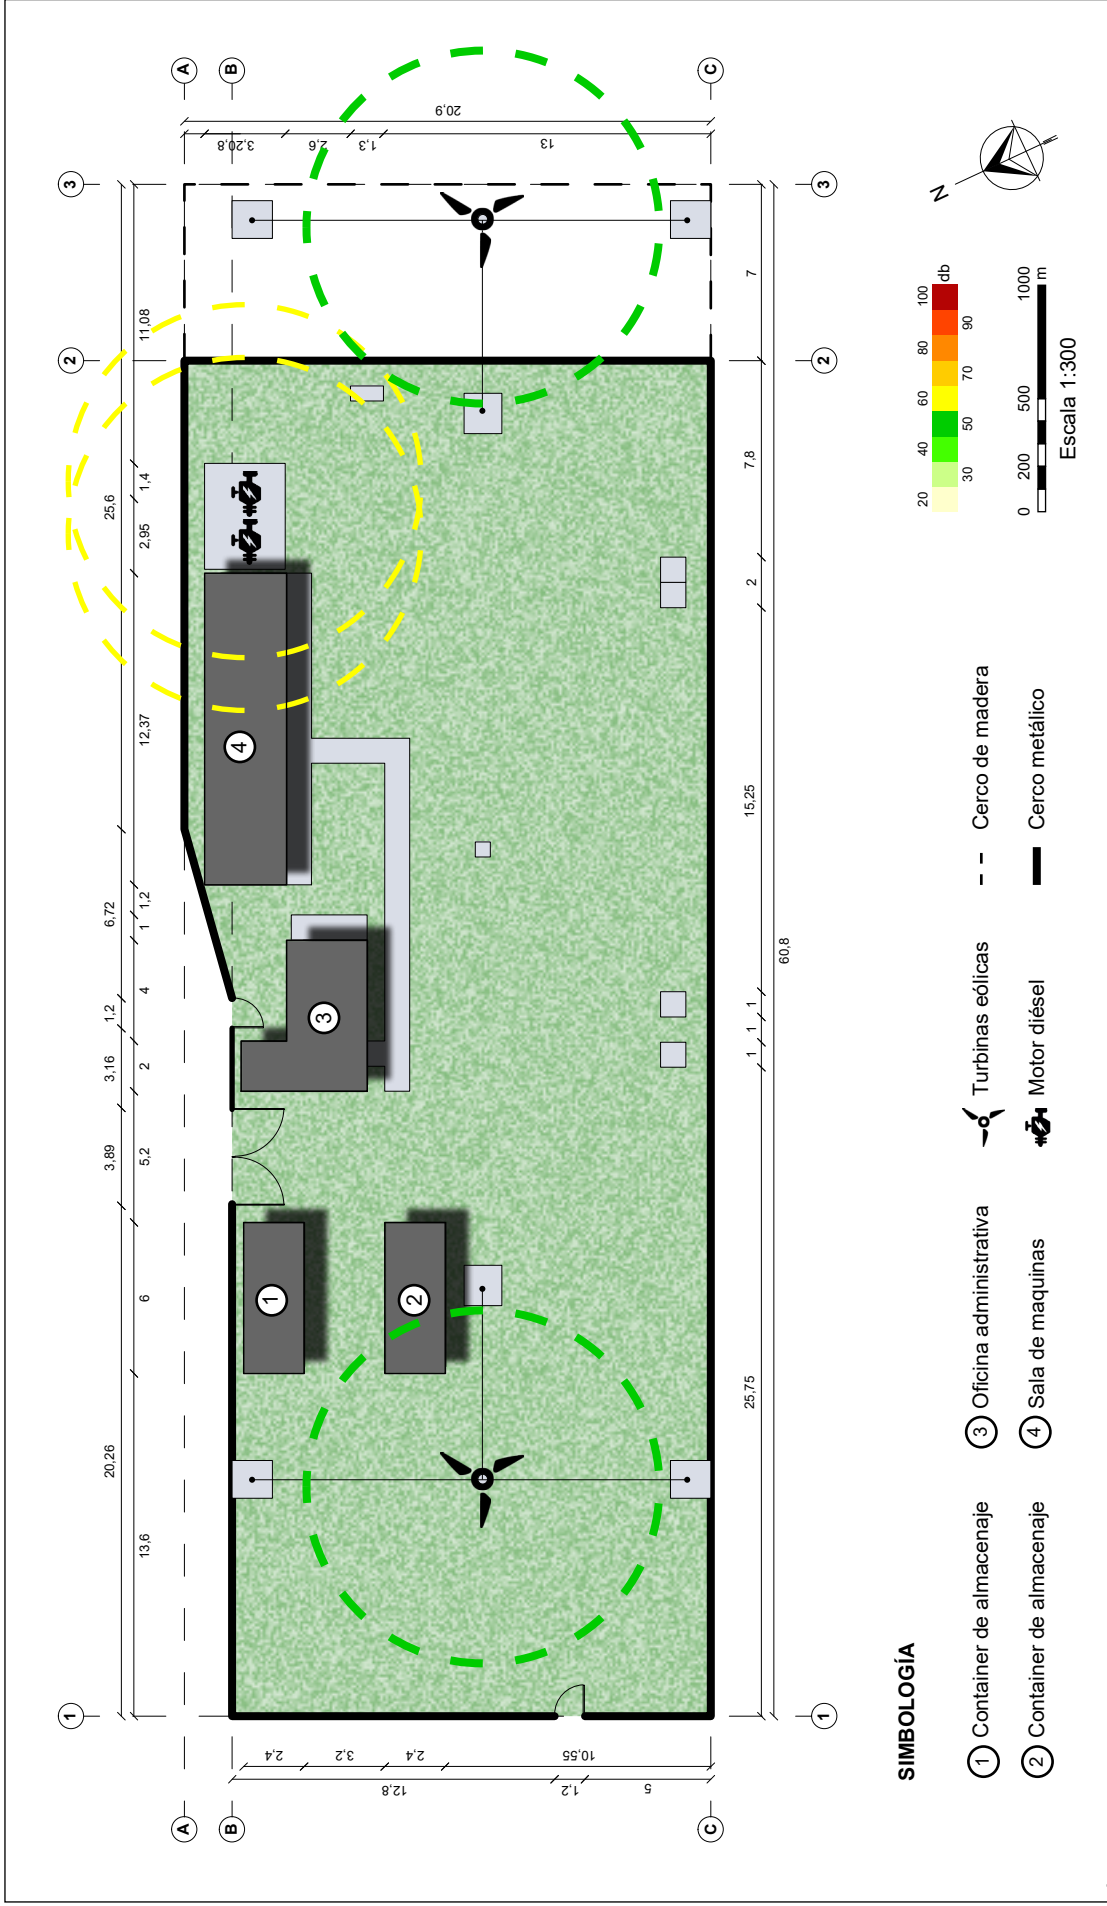 1 2 3
20,26 3,89 3,16 1,2 6,72 25,6
13,6 6 5,2 2 4 1 1,2 12,37 2,95 1,4 11,08
A A
B B
2,4 3,2 2,4 10,55
12,8 1,2 5
0,8 3,2 2,6 1,3 13
20,9
1
2
3
4
C C
25,75 1 1 1 15,25 2 7,8 7
60,8
1 2 3
SIMBOLOGÍA
1 Container de almacenaje
2 Container de almacenaje
3 Oficina administrativa
4 Sala de maquinas
Turbinas eólicas
Motor diésel
Cerco de madera
Cerco metálico
20 40 60 80 100
30 50 70 90
db
0 200 500 1000 m
Escala 1:300
N